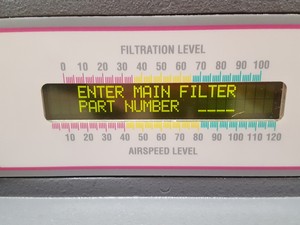 FILTRATION LEVEL
0 10 20 30 40 50 60 70 80 90 100
ENTER MAIN FILTER
PART NUMBER ____
10 20 30 40 50 60 70 80 90 100 110 120
AIRSPEED LEVEL